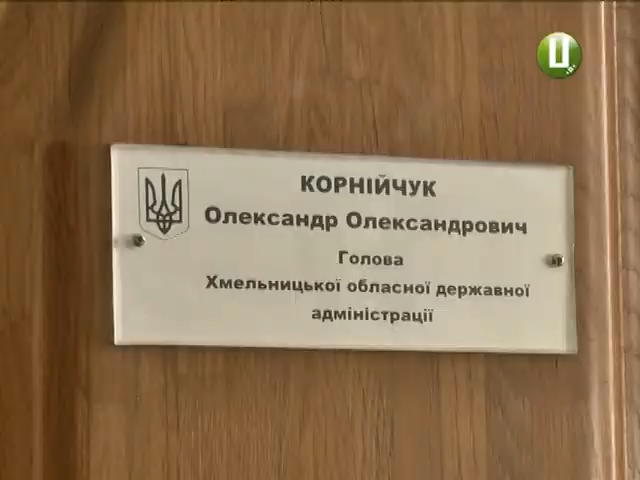 Ц
КОРНІЙЧУК
Олександр Олександрович
Голова
Хмельницької обласної державної
адміністрації